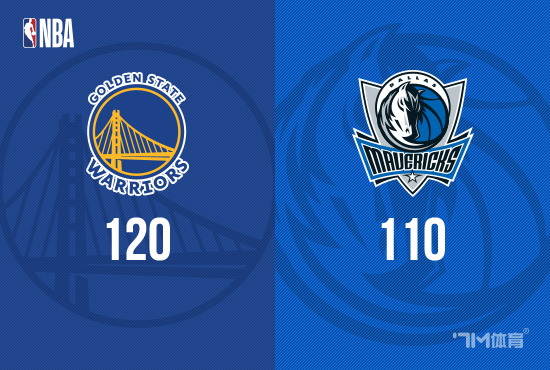 NBA
GOLDEN STATE
WARRIORS
DALLAS
MAVERICKS
120
110
7M体育®